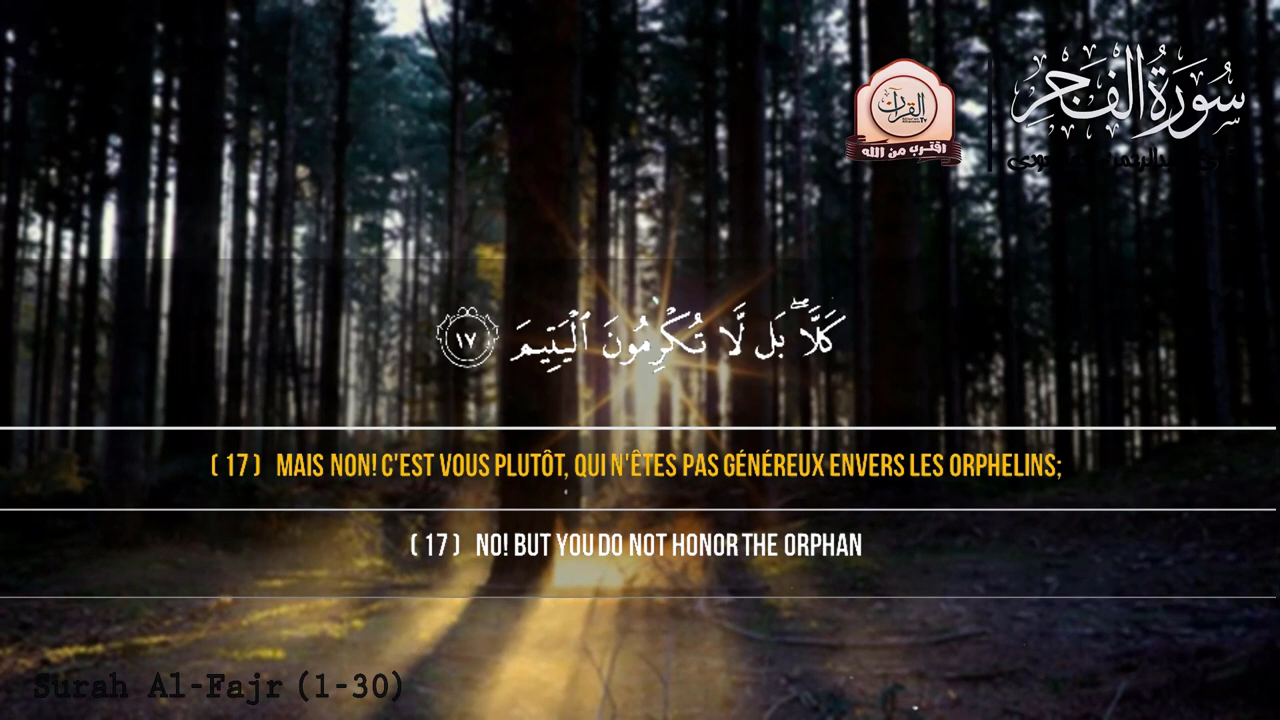 سُورَةُ الفَجْرِ
القرآن
Tv
اقترب من الله
كَلَّا ۖ بَل لَّا تُكْرِمُونَ ٱلْيَتِيمَ ١٧
( 17 ) MAIS NON! C'EST VOUS PLUTÔT, QUI N'ÊTES PAS GÉNÉREUX ENVERS LES ORPHELINS;
( 17 ) NO! BUT YOU DO NOT HONOR THE ORPHAN
Surah Al-Fajr (1-30)